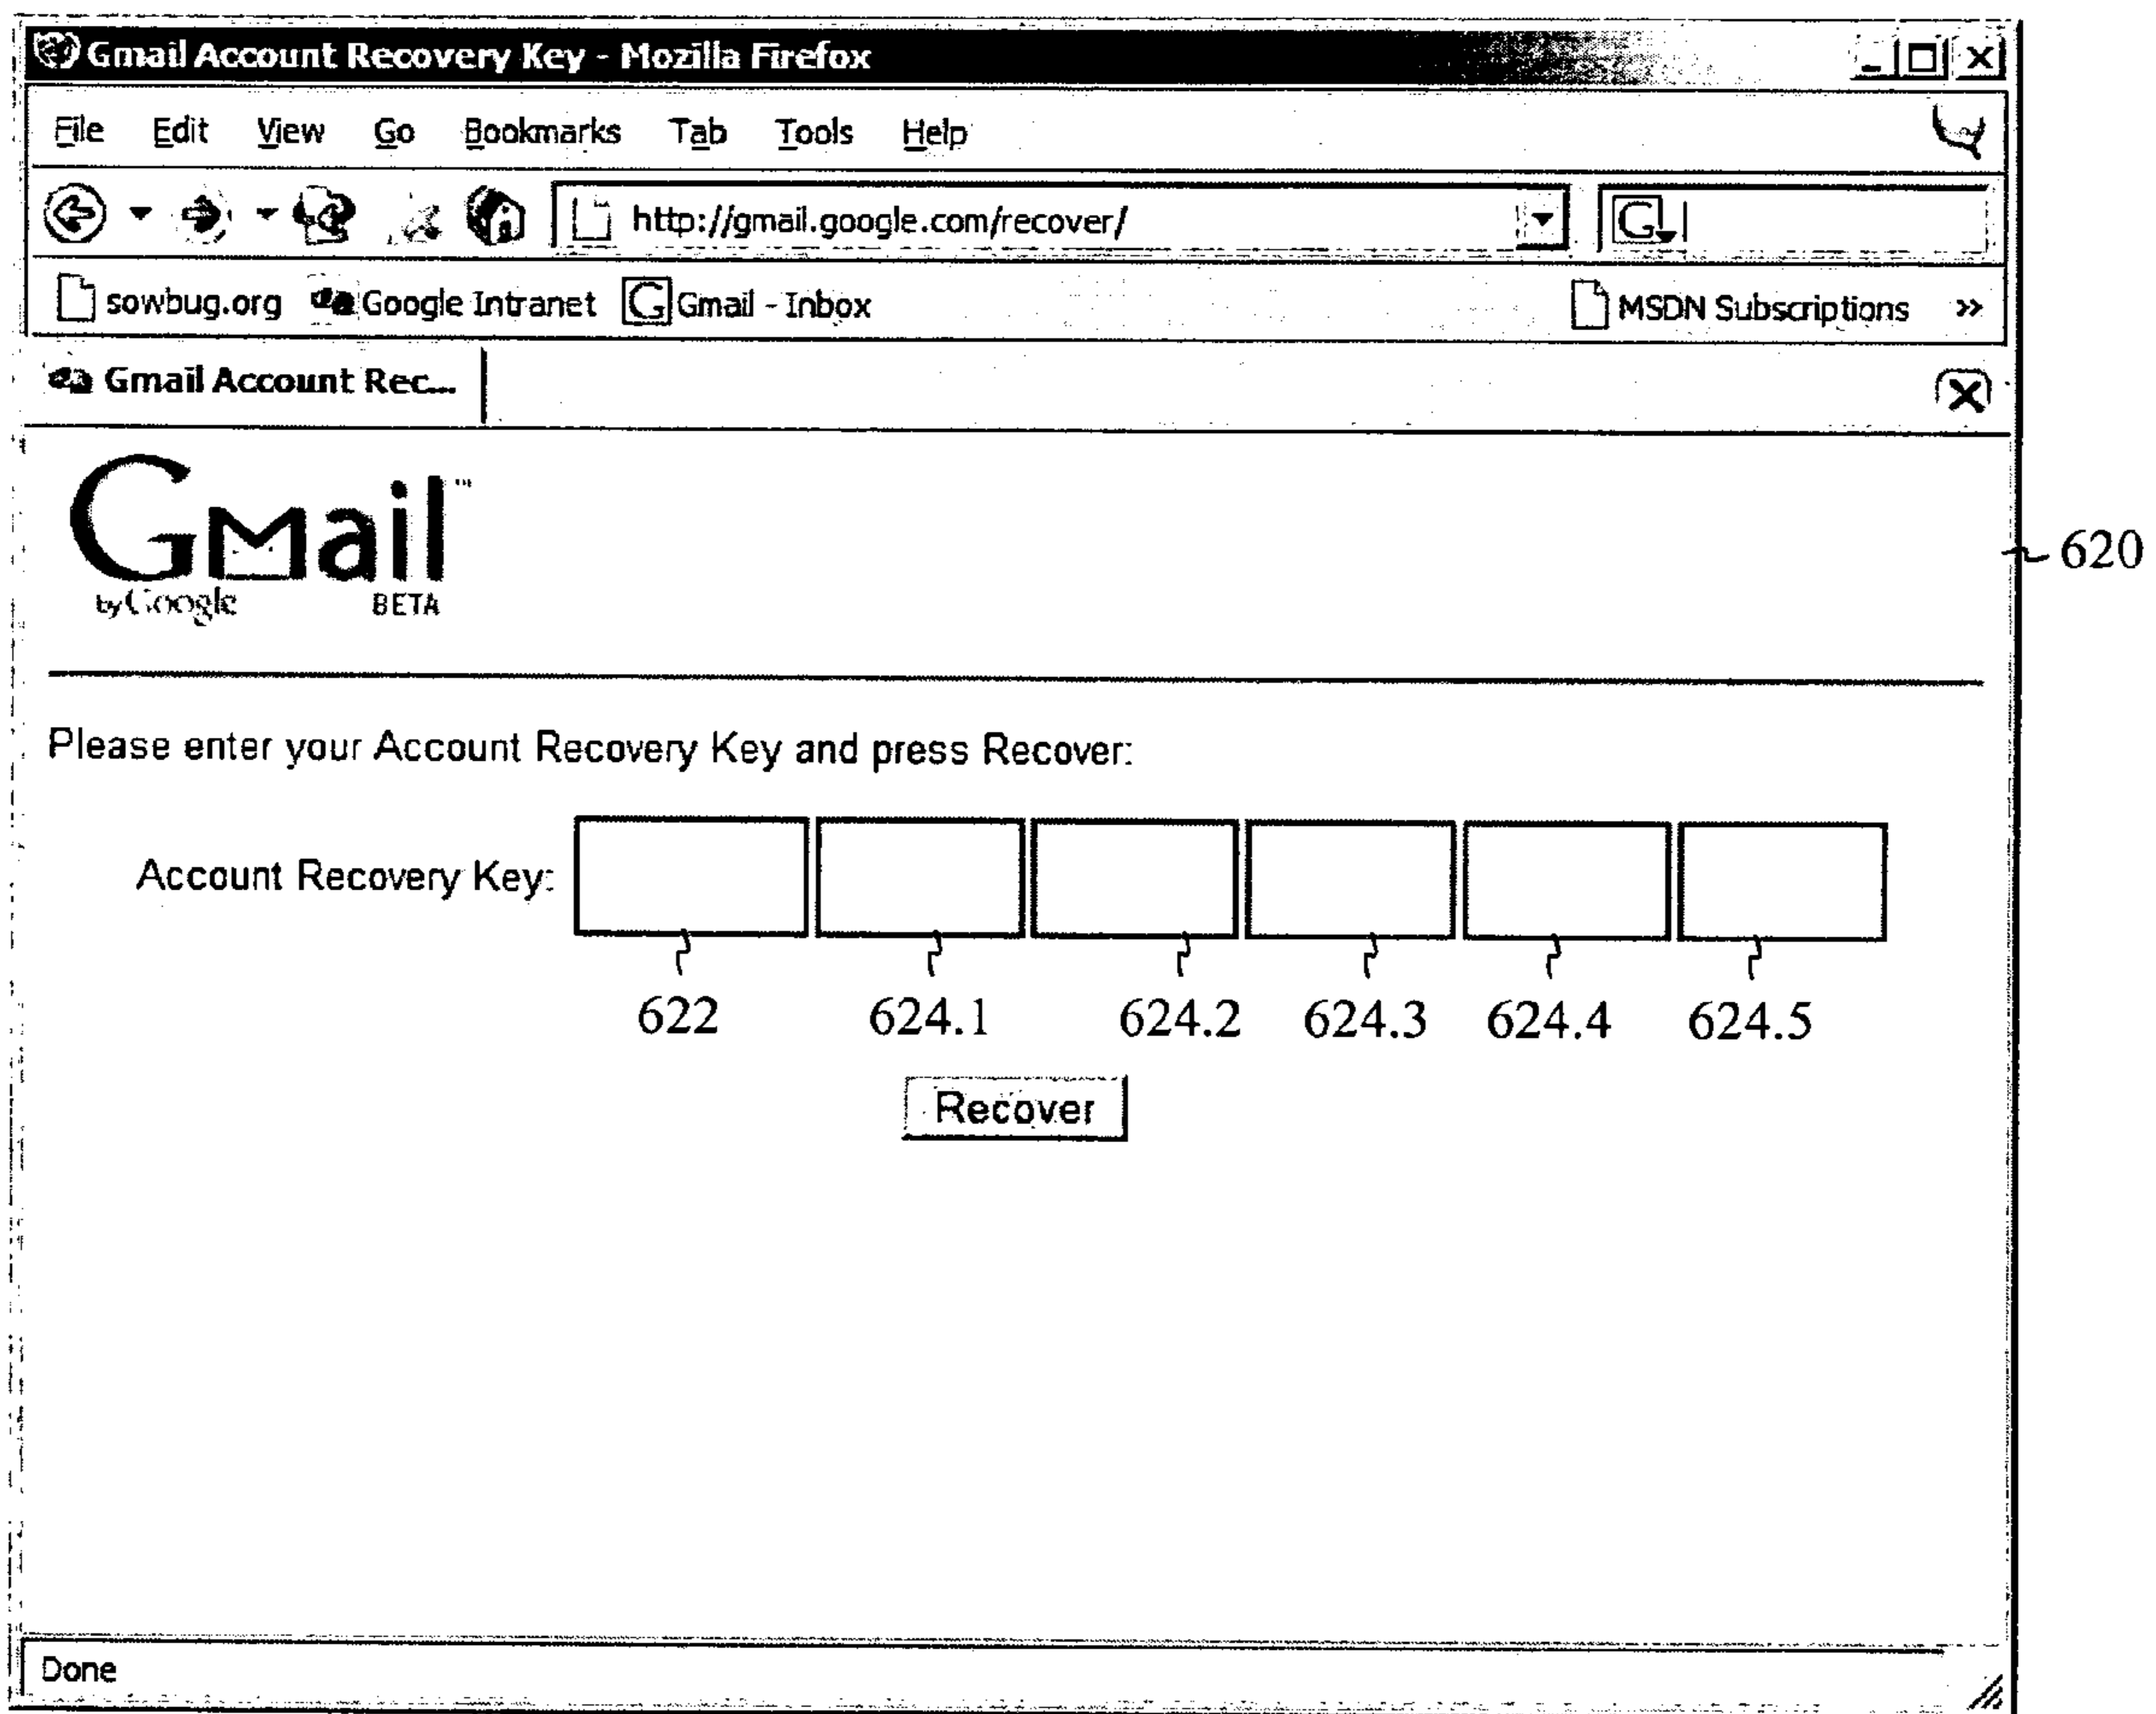 Gmail Account Recovery Key - Mozilla Firefox
File Edit View Go Bookmarks Tab Tools Help
http://gmail.google.com/recover/ G
sowbug.org Google Intranet G Gmail - Inbox MSDN Subscriptions »
Gmail Account Rec...
GMail™
by Google BETA
620
Please enter your Account Recovery Key and press Recover:
Account Recovery Key:
622 624.1 624.2 624.3 624.4 624.5
Recover
Done